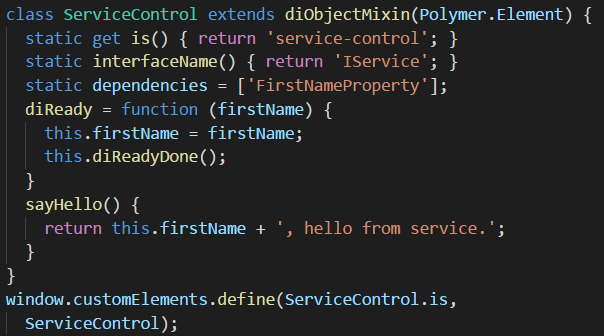 class ServiceControl extends diObjectMixin(Polymer.Element) {
  static get is() { return 'service-control'; }
  static interfaceName() { return 'IService'; }
  static dependencies = ['FirstNameProperty'];
  diReady = function (firstName) {
    this.firstName = firstName;
    this.diReadyDone();
  }
  sayHello() {
    return this.firstName + ', hello from service.';
  }
}
window.customElements.define(ServiceControl.is,
  ServiceControl);